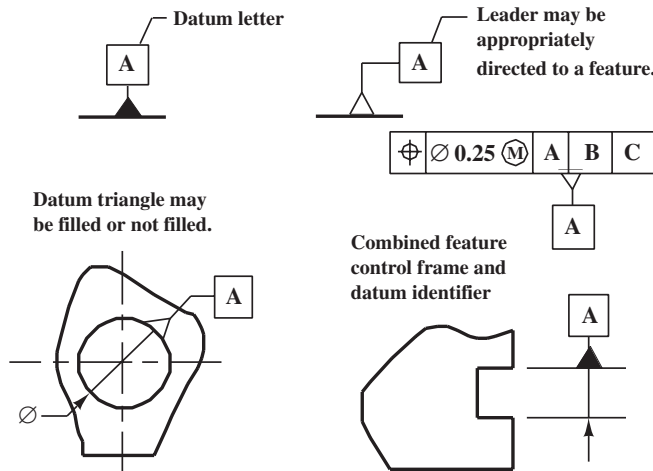 Datum letter
A
Leader may be
appropriately
directed to a feature.
A
⌖ ∅ 0.25 Ⓜ A B C
A
Datum triangle may
be filled or not filled.
A
∅
Combined feature
control frame and
datum identifier
A